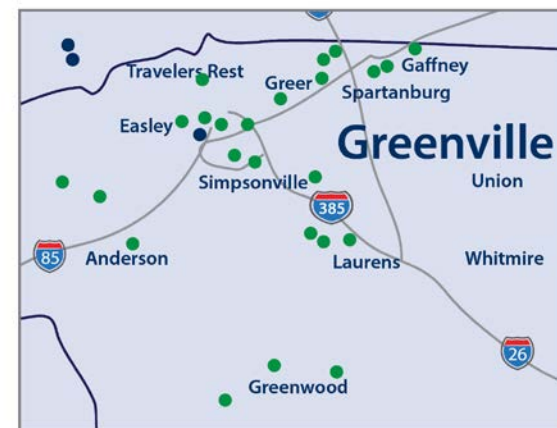 Travelers Rest
Gaffney
Greer
Spartanburg
Easley
Greenville
Simpsonville
Union
385
85
Anderson
Laurens
Whitmire
26
Greenwood